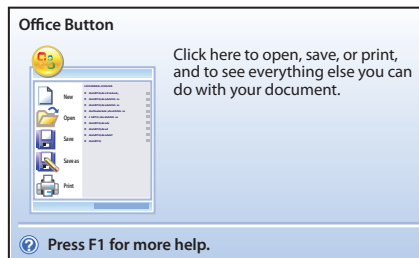 Office Button
Click here to open, save, or print,
and to see everything else you can
do with your document.
New
Open
Save
Save as
Print
Press F1 for more help.